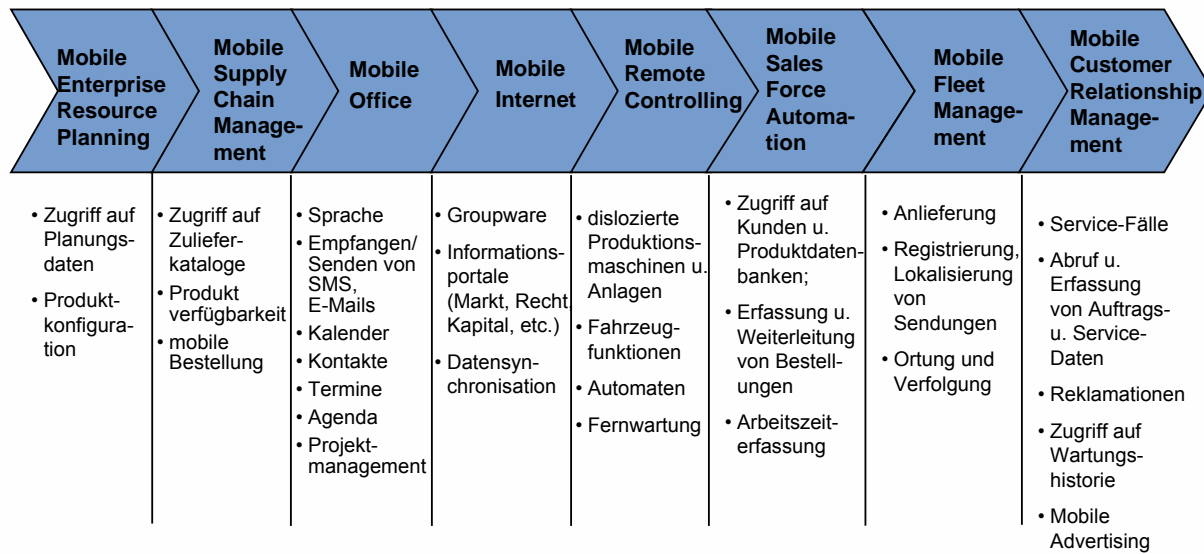 Mobile
Enterprise
Resource
Planning
Mobile
Supply
Chain
Manage-
ment
Mobile
Office
Mobile
Internet
Mobile
Remote
Controlling
Mobile
Sales
Force
Automa-
tion
Mobile
Fleet
Manage-
ment
Mobile
Customer
Relationship
Manage-
ment
• Zugriff auf
Planungs-
daten
• Produkt-
konfigura-
tion
• Zugriff auf
Zuliefer-
kataloge
• Produkt
verfügbarkeit
• mobile
Bestellung
• Sprache
• Empfangen/
Senden von
SMS,
E-Mails
• Kalender
• Kontakte
• Termine
• Agenda
• Projekt-
management
• Groupware
• Informations-
portale
(Markt, Recht,
Kapital, etc.)
• Datensyn-
chronisation
• dislozierte
Produktions-
maschinen u.
Anlagen
• Fahrzeug-
funktionen
• Automaten
• Fernwartung
• Zugriff auf
Kunden u.
Produktdaten-
banken;
• Erfassung u.
Weiterleitung
von Bestell-
ungen
• Arbeitszeit-
erfassung
• Anlieferung
• Registrierung,
Lokalisierung
von
Sendungen
• Ortung und
Verfolgung
• Service-Fälle
• Abruf u.
Erfassung
von Auftrags-
u. Service-
Daten
• Reklamationen
• Zugriff auf
Wartungs-
historie
• Mobile
Advertising